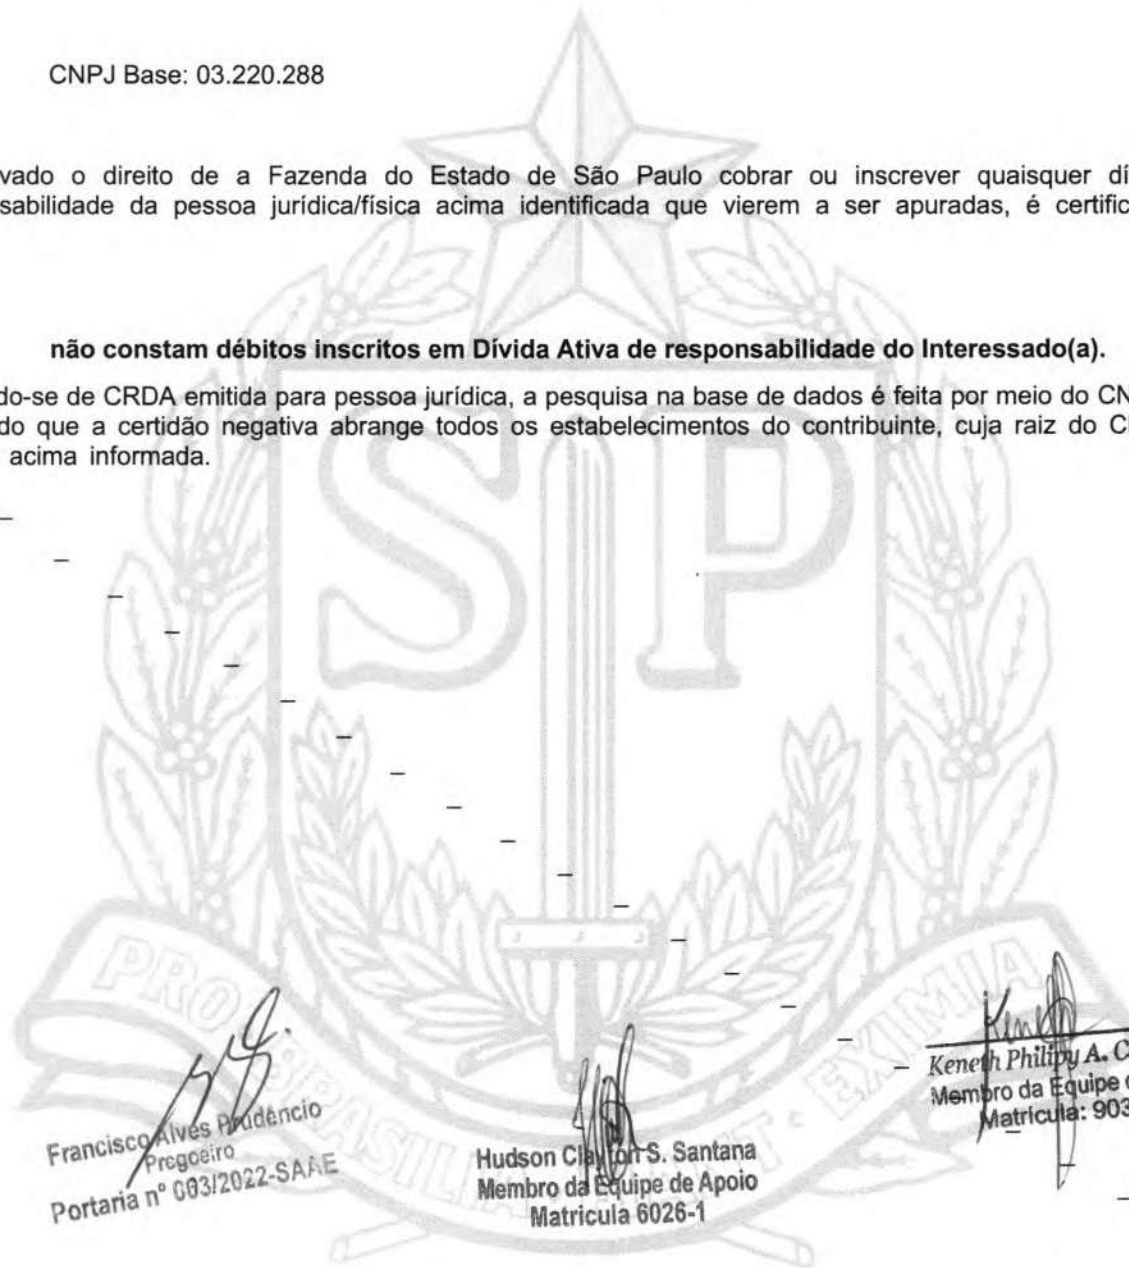 CNPJ Base: 03.220.288
vado o direito de a Fazenda do Estado de São Paulo cobrar ou inscrever quaisquer dí
sabilidade da pessoa jurídica/física acima identificada que vierem a ser apuradas, é certific
não constam débitos inscritos em Dívida Ativa de responsabilidade do Interessado(a).
do-se de CRDA emitida para pessoa jurídica, a pesquisa na base de dados é feita por meio do CN
do que a certidão negativa abrange todos os estabelecimentos do contribuinte, cuja raiz do C
acima informada.
SP
PRO BRASILIA FIANT EXIMIA
Francisco Alves Prudêncio
Pregoeiro
Portaria nº 003/2022-SAAE
Hudson Clayton S. Santana
Membro da Equipe de Apoio
Matricula 6026-1
Keneth Philipy A. C
Membro da Equipe
Matrícula: 903